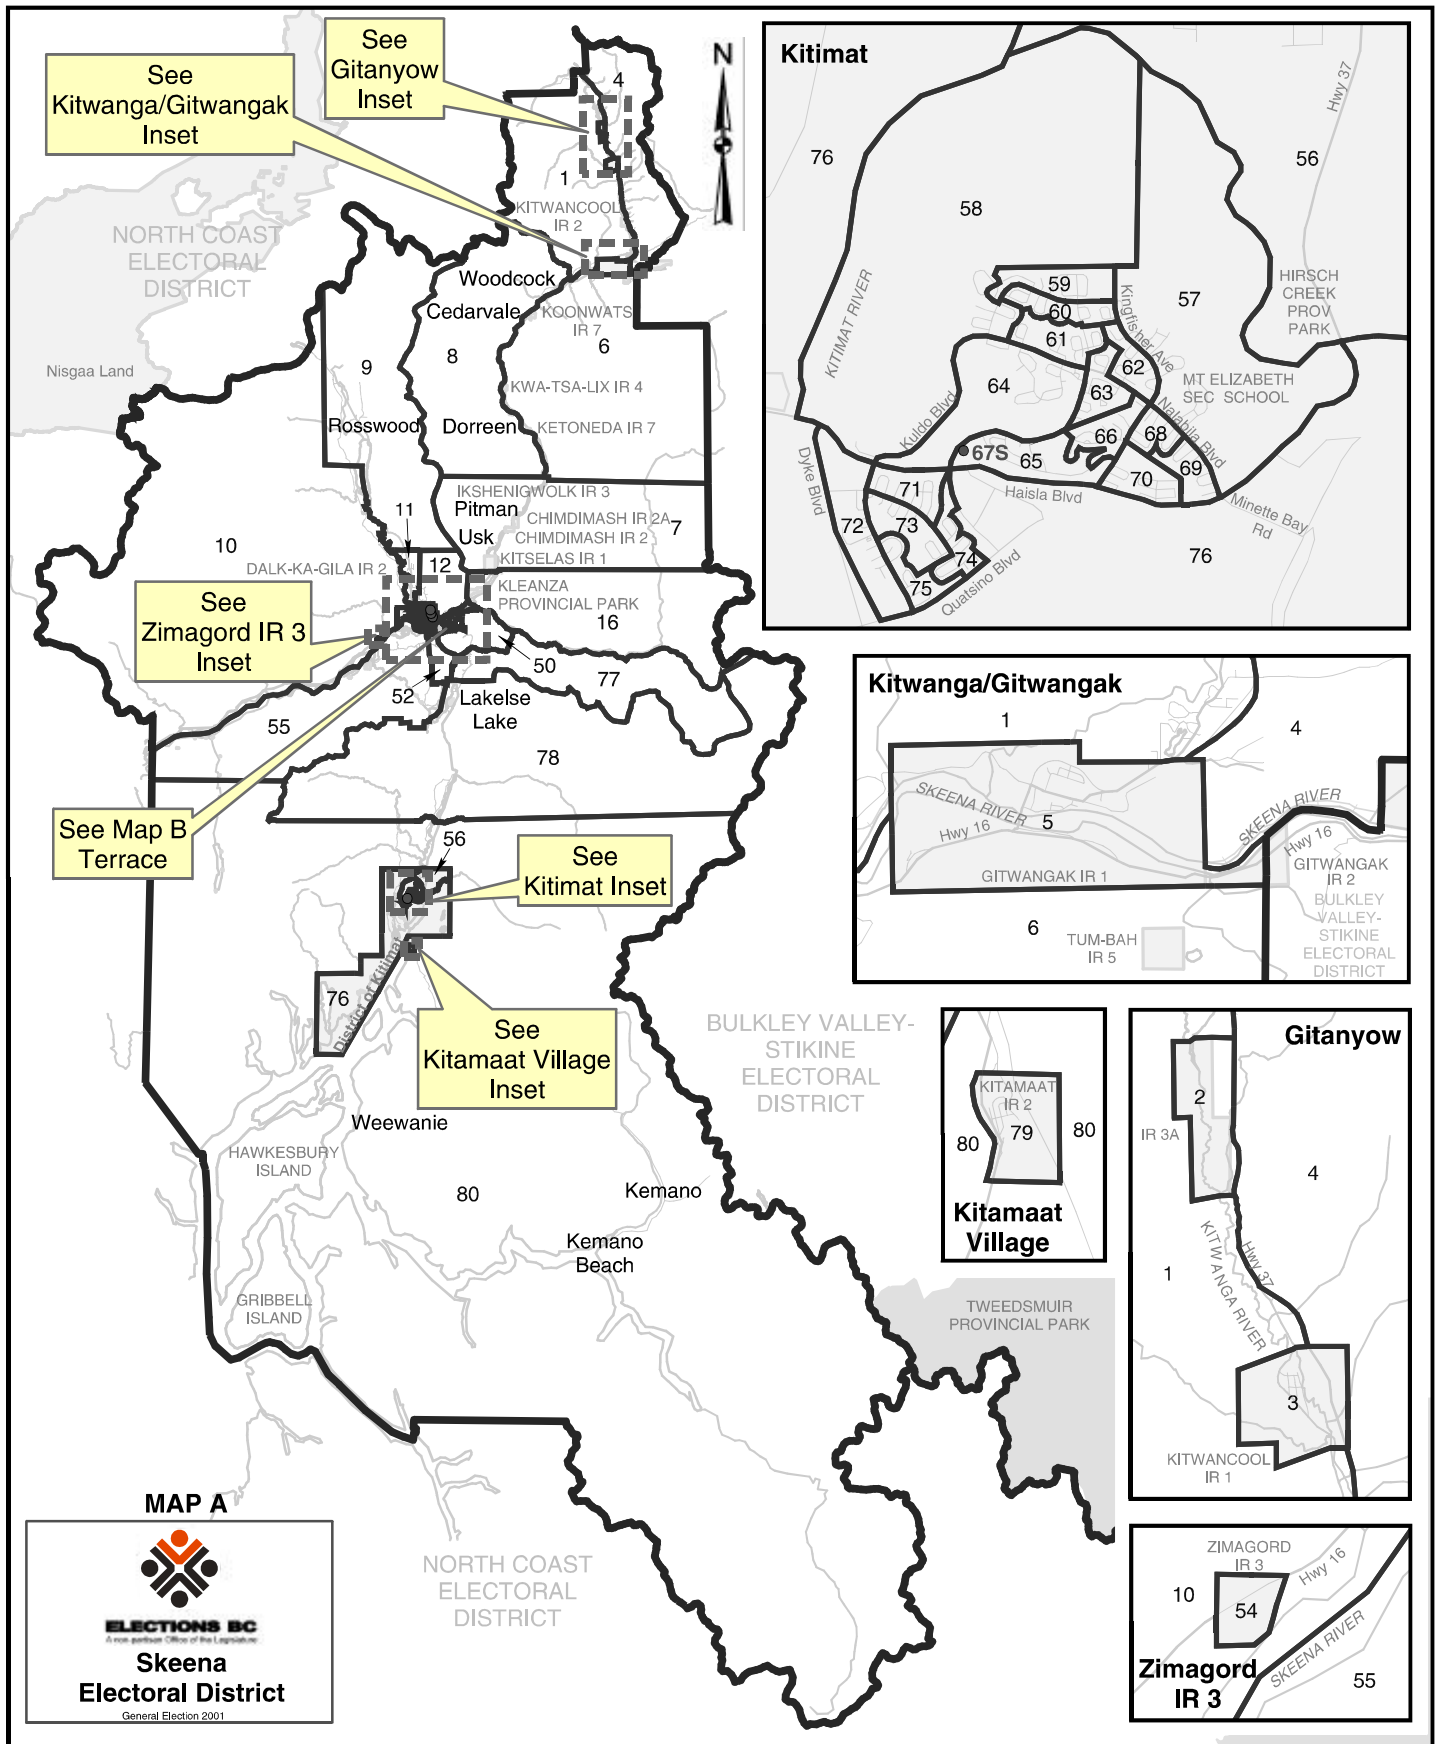 See
Gitanyow
Inset
See
Kitwanga/Gitwangak
Inset
N
4
1
KITWANCOOL
IR 2
NORTH COAST
ELECTORAL
DISTRICT
Nisgaa Land
Woodcock
Cedarvale
KOONWATS
IR 7
6
8
9
KWA-TSA-LIX IR 4
Rosswood
Dorreen
KETONEDA IR 7
IKSHENIGWOLK IR 3
Pitman
CHIMDIMASH IR 2A
7
Usk
CHIMDIMASH IR 2
KITSELAS IR 1
11
10
12
DALK-KA-GILA IR 2
KLEANZA
PROVINCIAL PARK
16
See
Zimagord IR 3
Inset
50
77
52
Lakelse
Lake
55
78
See Map B
Terrace
56
See
Kitimat Inset
District of Kitimat
76
See
Kitamaat Village
Inset
Weewanie
HAWKESBURY
ISLAND
80
Kemano
Kemano
Beach
GRIBBELL
ISLAND
BULKLEY VALLEY-
STIKINE
ELECTORAL
DISTRICT
TWEEDSMUIR
PROVINCIAL PARK
NORTH COAST
ELECTORAL
DISTRICT
MAP A
ELECTIONS BC
A non-partisan Office of the Legislature
Skeena
Electoral District
General Election 2001
Kitimat
Hwy 37
76
56
58
KITIMAT RIVER
HIRSCH
CREEK
PROV
PARK
57
59
60
Kingfisher Ave
61
62
64
63
MT ELIZABETH
SEC SCHOOL
Kuldo Blvd
Nalabila Blvd
66
68
67S
65
69
70
71
Haisla Blvd
Dyke Blvd
72
73
Minette Bay
Rd
74
75
Quatsino Blvd
76
Kitwanga/Gitwangak
1
4
SKEENA RIVER
Hwy 16
5
SKEENA RIVER
Hwy 16
GITWANGAK IR 1
GITWANGAK
IR 2
6
TUM-BAH
IR 5
BULKLEY
VALLEY-
STIKINE
ELECTORAL
DISTRICT
KITAMAAT
IR 2
79
80
80
Kitamaat
Village
Gitanyow
2
IR 3A
4
KITWANGA RIVER
Hwy 37
1
3
KITWANCOOL
IR 1
ZIMAGORD
IR 3
Hwy 16
10
54
SKEENA RIVER
Zimagord
IR 3
55